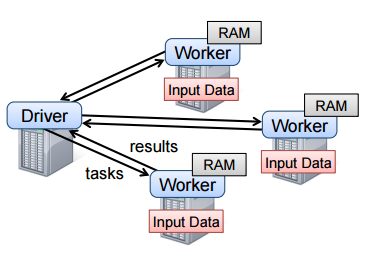 RAM
Worker
Input Data
Driver
RAM
Worker
Input Data
results
tasks
RAM
Worker
Input Data